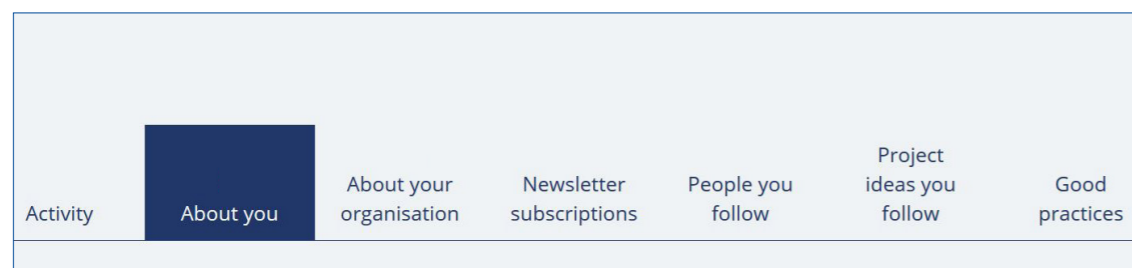 Activity
About you
About your
organisation
Newsletter
subscriptions
People you
follow
Project
ideas you
follow
Good
practices